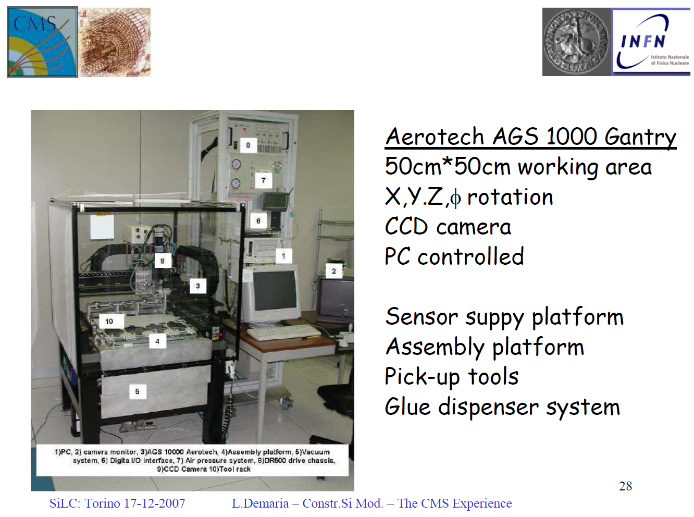 CMS
INFN
Istituto Nazionale
di Fisica Nucleare
Aerotech AGS 1000 Gantry
50cm*50cm working area
X,Y.Z,ϕ rotation
CCD camera
PC controlled
Sensor suppy platform
Assembly platform
Pick-up tools
Glue dispenser system
8
7
6
1
2
9
3
10
4
5
1)PC, 2) camera monitor, 3)AGS 10000 Aerotech, 4)Assembly platform, 5)Vacuum
system, 6) Digital I/O interface, 7) Air pressure system, 8)DR500 drive chassis,
9)CCD Camera 10)Tool rack
28
SiLC: Torino 17-12-2007
L.Demaria – Constr.Si Mod. – The CMS Experience